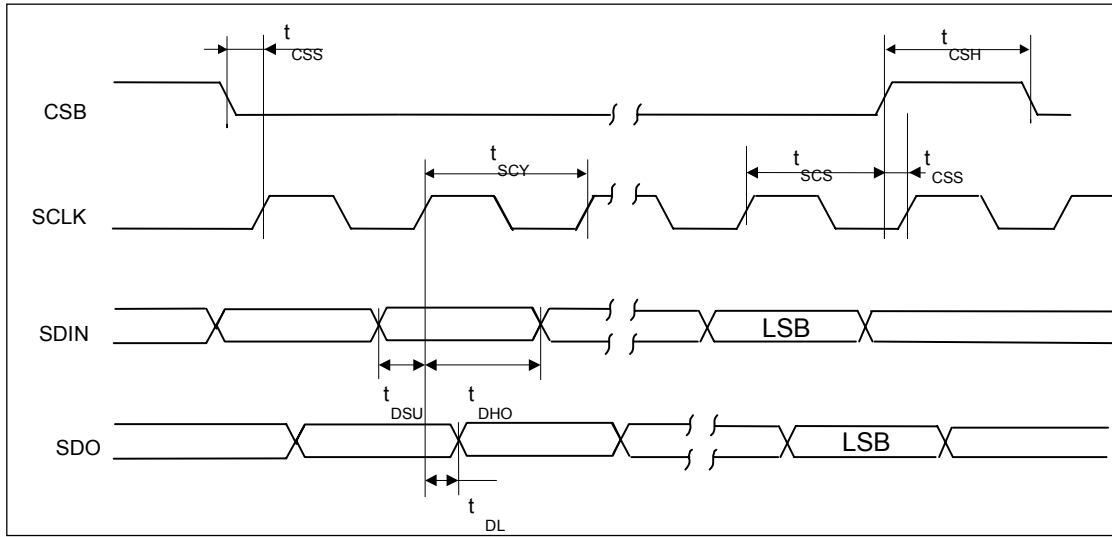 t CSS
t CSH
CSB
t SCY
t SCS
t CSS
SCLK
SDIN
LSB
t DSU
t DHO
SDO
LSB
t DL